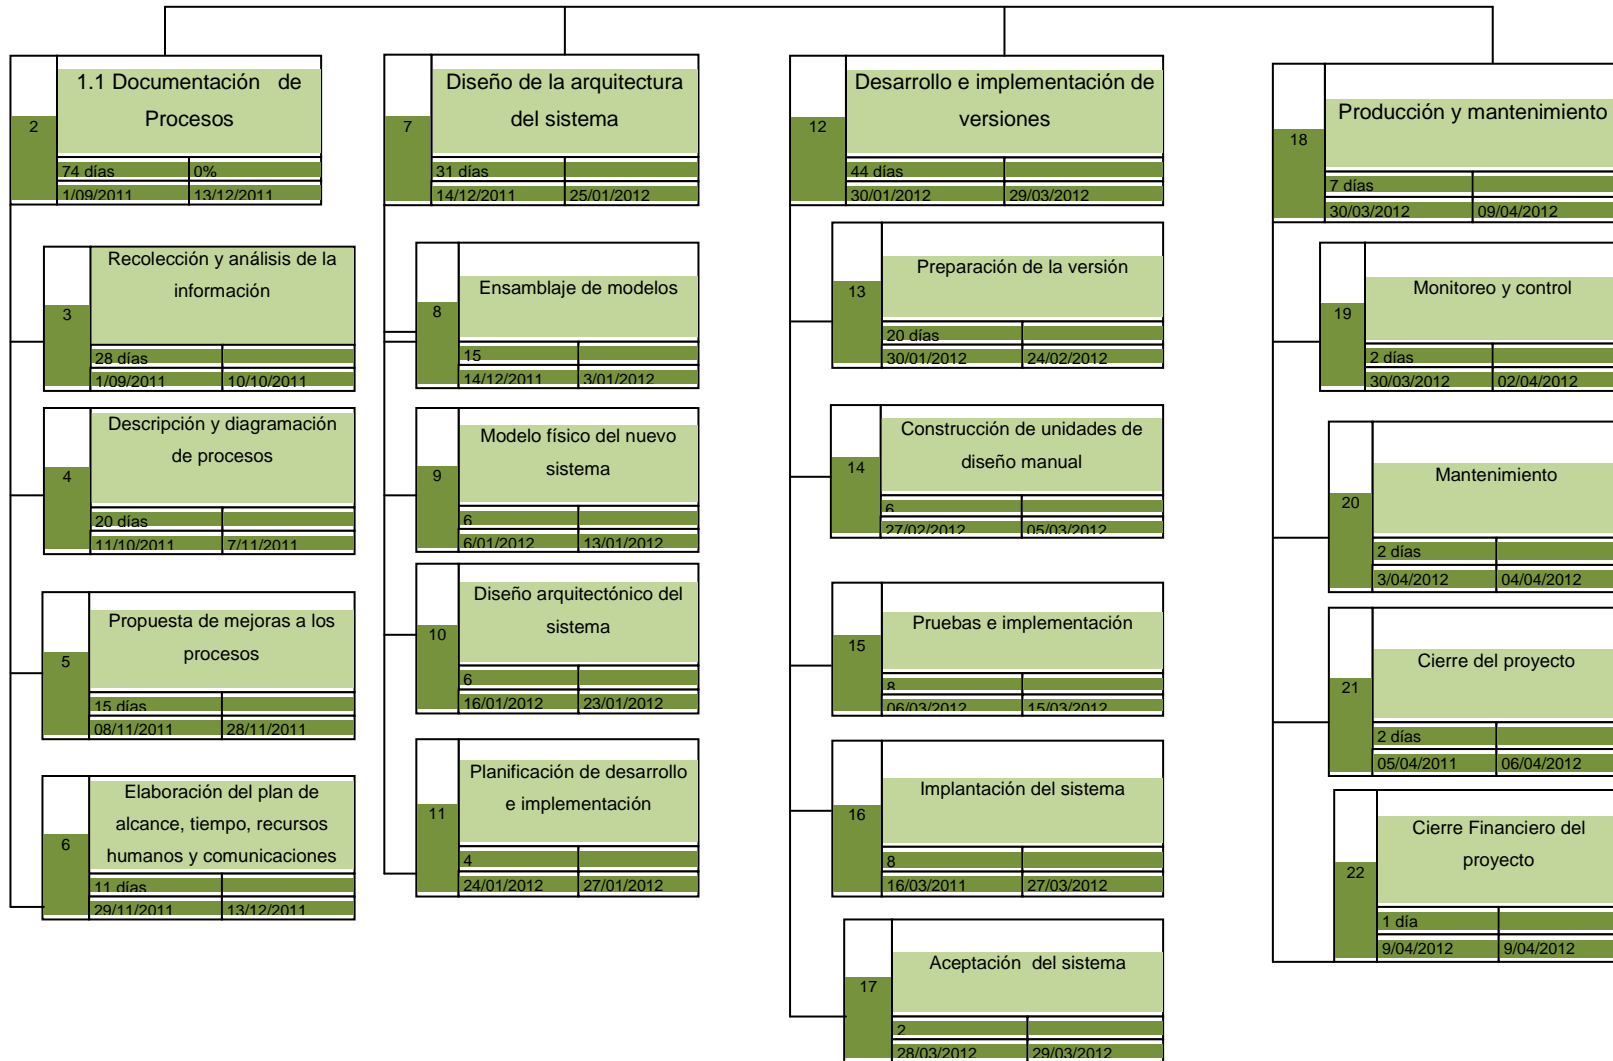 1.1 Documentación de
Procesos
2
74 días 0%
1/09/2011 13/12/2011
Recolección y análisis de la
información
3
28 días
1/09/2011 10/10/2011
Descripción y diagramación
de procesos
4
20 días
11/10/2011 7/11/2011
Propuesta de mejoras a los
procesos
5
15 días
08/11/2011 28/11/2011
Elaboración del plan de
alcance, tiempo, recursos
humanos y comunicaciones
6
11 días
29/11/2011 13/12/2011
Diseño de la arquitectura
del sistema
7
31 días
14/12/2011 25/01/2012
Ensamblaje de modelos
8
15
14/12/2011 3/01/2012
Modelo físico del nuevo
sistema
9
6
6/01/2012 13/01/2012
Diseño arquitectónico del
sistema
10
6
16/01/2012 23/01/2012
Planificación de desarrollo
e implementación
11
4
24/01/2012 27/01/2012
Desarrollo e implementación de
versiones
12
44 días
30/01/2012 29/03/2012
Preparación de la versión
13
20 días
30/01/2012 24/02/2012
Construcción de unidades de
diseño manual
14
6
27/02/2012 05/03/2012
Pruebas e implementación
15
8
06/03/2012 15/03/2012
Implantación del sistema
16
8
16/03/2011 27/03/2012
Aceptación del sistema
17
2
28/03/2012 29/03/2012
Producción y mantenimiento
18
7 días
30/03/2012 09/04/2012
Monitoreo y control
19
2 días
30/03/2012 02/04/2012
Mantenimiento
20
2 días
3/04/2012 04/04/2012
Cierre del proyecto
21
2 días
05/04/2011 06/04/2012
Cierre Financiero del
proyecto
22
1 día
9/04/2012 9/04/2012